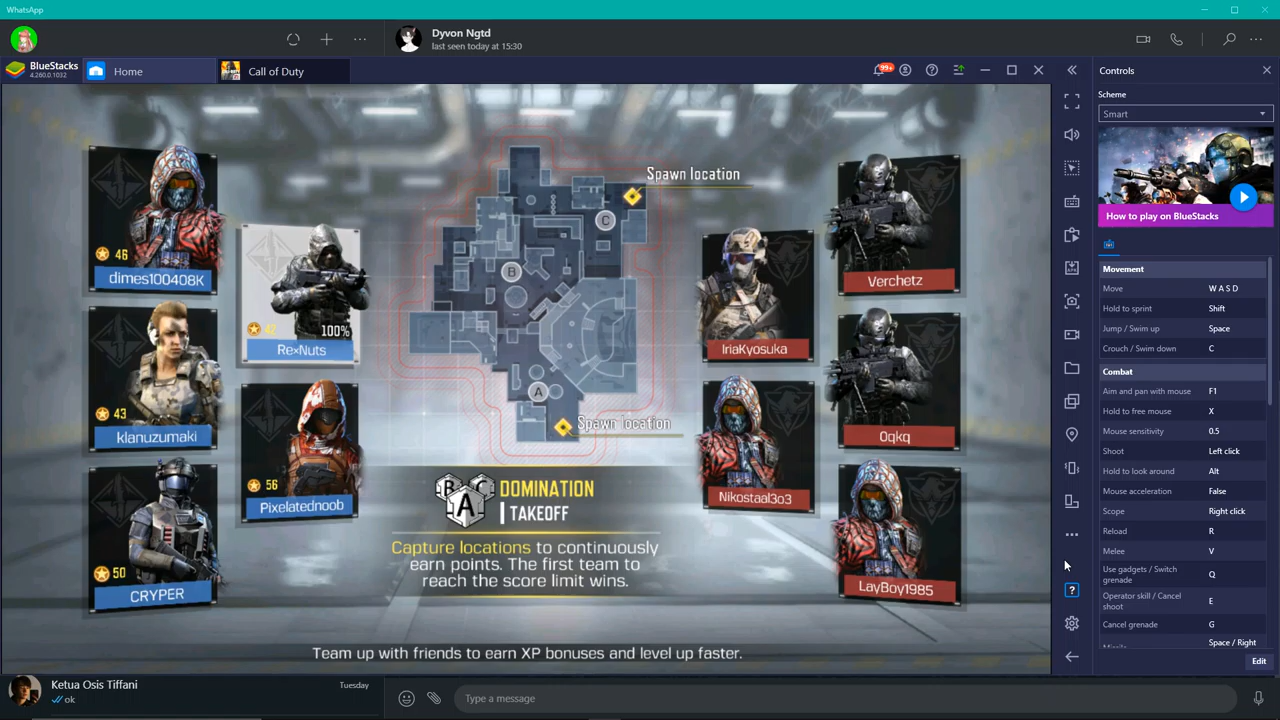 WhatsApp
Dyvon Ngtd
last seen today at 15:30
BlueStacks
4.260.0.1032
Home
Call of Duty
99+
Controls
Scheme
Smart
How to play on BlueStacks
Movement
Move W A S D
Hold to sprint Shift
Jump / Swim up Space
Crouch / Swim down C
Combat
Aim and pan with mouse F1
Hold to free mouse X
Mouse sensitivity 0.5
Shoot Left click
Hold to look around Alt
Mouse acceleration False
Scope Right click
Reload R
Melee V
Use gadgets / Switch
grenade Q
Operator skill / Cancel
shoot E
Cancel grenade G
Space / Right
Edit
46
dimes100408K
43
klanuzumaki
50
CRYPER
42
100%
Re×Nuts
56
Pixelatednoob
Spawn location
C
B
A
Spawn location
B C
A
DOMINATION
TAKEOFF
Capture locations to continuously
earn points. The first team to
reach the score limit wins.
IriaKyosuka
Nikostaal3o3
Verchetz
Oqkq
LayBoy1985
Team up with friends to earn XP bonuses and level up faster.
Ketua Osis Tiffani
Tuesday
ok
Type a message